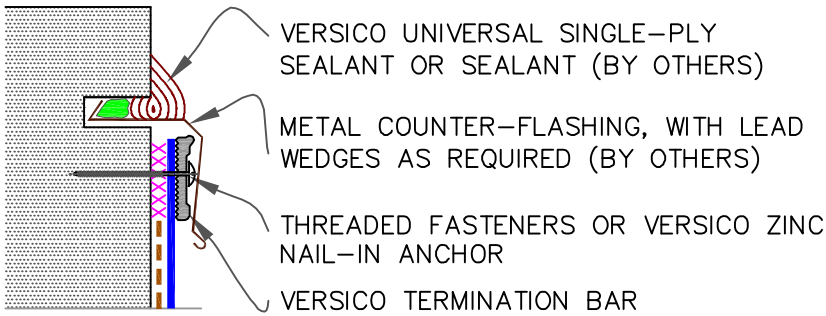 VERSICO UNIVERSAL SINGLE-PLY
SEALANT OR SEALANT (BY OTHERS)
METAL COUNTER-FLASHING, WITH LEAD
WEDGES AS REQUIRED (BY OTHERS)
THREADED FASTENERS OR VERSICO ZINC
NAIL-IN ANCHOR
VERSICO TERMINATION BAR